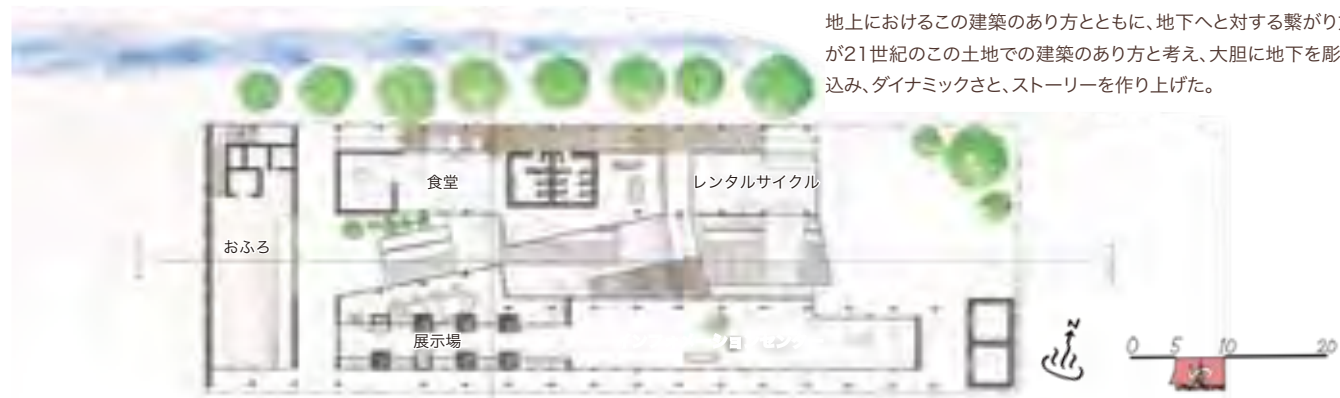 地上におけるこの建築のあり方とともに、地下へと対する繋がり
が21世紀のこの土地での建築のあり方と考え、大胆に地下を彫
込み、ダイナミックさと、ストーリーを作り上げた。
食堂
レンタルサイクル
おふろ
展示場
N
0 5 10 20
ゆ